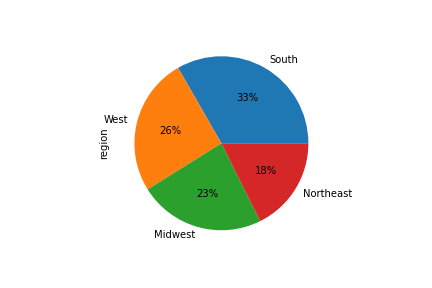 South
33%
West
26%
region
18%
23%
Northeast
Midwest